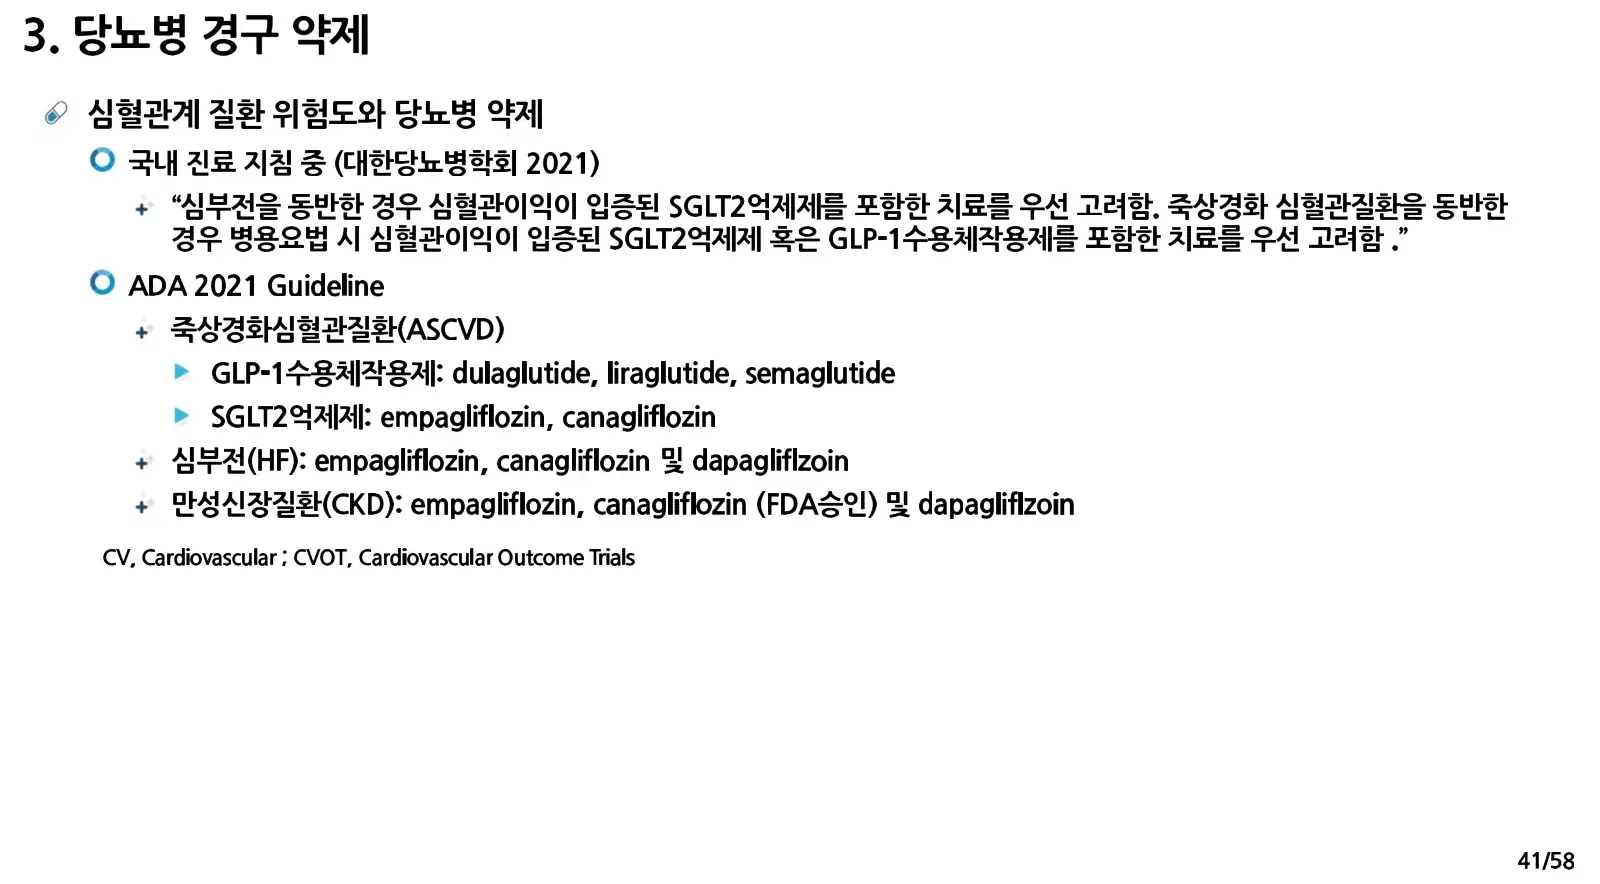 3. 당뇨병 경구 약제
심혈관계 질환 위험도와 당뇨병 약제
국내 진료 지침 중 (대한당뇨병학회 2021)
“심부전을 동반한 경우 심혈관이익이 입증된 SGLT2억제제를 포함한 치료를 우선 고려함. 죽상경화 심혈관질환을 동반한
경우 병용요법 시 심혈관이익이 입증된 SGLT2억제제 혹은 GLP-1수용체작용제를 포함한 치료를 우선 고려함 .”
ADA 2021 Guideline
죽상경화심혈관질환(ASCVD)
GLP-1수용체작용제: dulaglutide, liraglutide, semaglutide
SGLT2억제제: empagliflozin, canagliflozin
심부전(HF): empagliflozin, canagliflozin 및 dapagliflzoin
만성신장질환(CKD): empagliflozin, canagliflozin (FDA승인) 및 dapagliflzoin
CV, Cardiovascular ; CVOT, Cardiovascular Outcome Trials
41/58